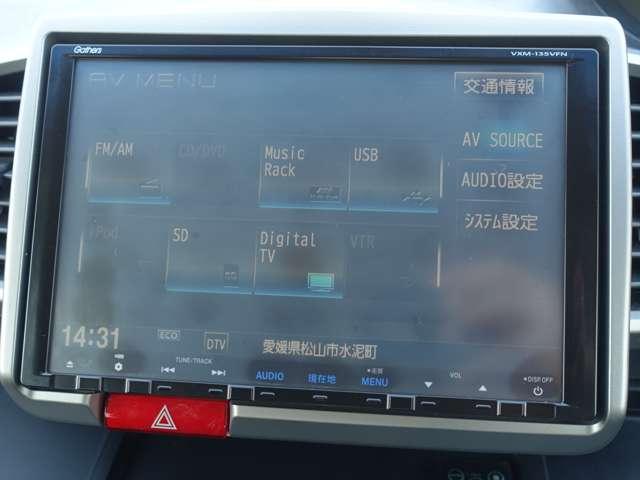 Gathers VXM-135VFN
AV MENU 交通情報
FM/AM CD/DVD Music Rack USB AV SOURCE
AUDIO設定
iPod SD Digital TV VTR システム設定
14:31 ECO DTV 愛媛県松山市水泥町
TUNE・TRACK AUDIO 現在地 MENU VOL DISP OFF